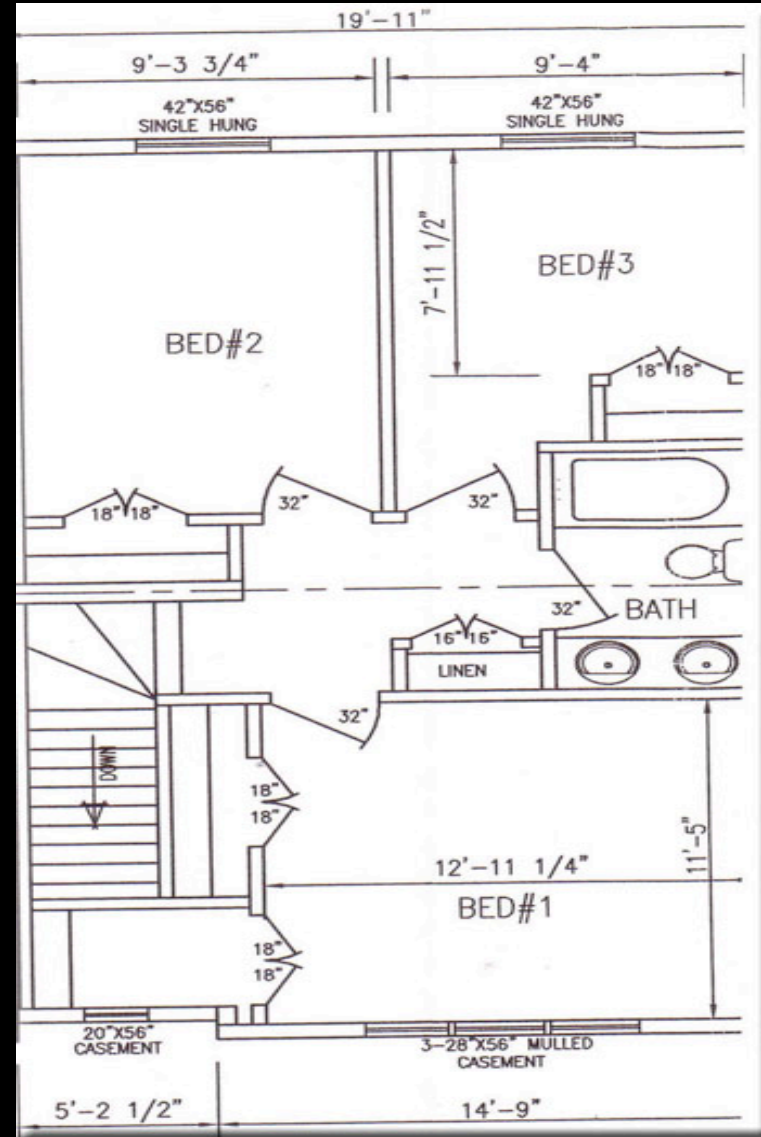 19'-11"
9'-3 3/4"
9'-4"
42"X56"
SINGLE HUNG
42"X56"
SINGLE HUNG
7'-11 1/2"
BED#3
BED#2
18" 18"
18" 18"
32"
32"
32"
BATH
16" 16"
LINEN
32"
DOWN
18"
18"
12'-11 1/4"
11'-5"
BED#1
18"
18"
20"X56"
CASEMENT
3-28"X56" MULLED
CASEMENT
5'-2 1/2"
14'-9"